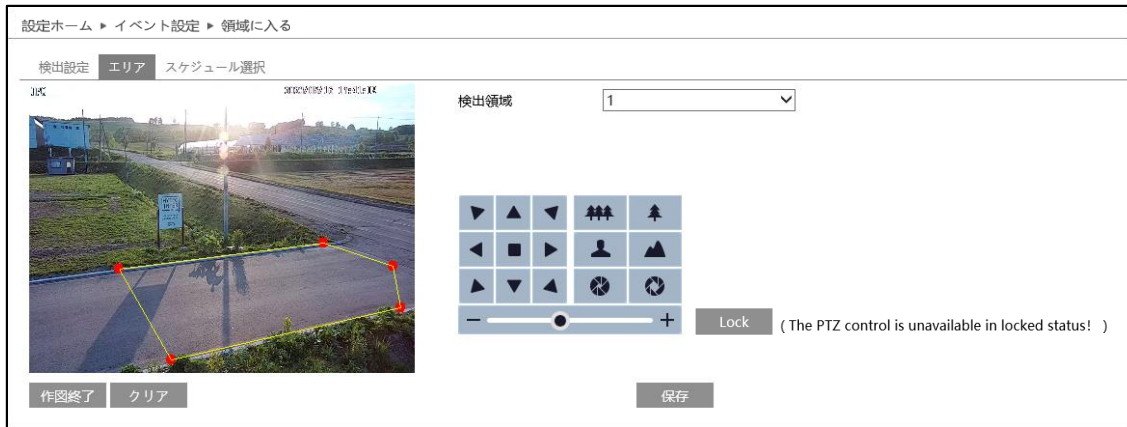 設定ホーム ▶ イベント設定 ▶ 領域に入る
検出設定 エリア スケジュール選択
検出領域 1
Lock ( The PTZ control is unavailable in locked status! )
作図終了 クリア 保存